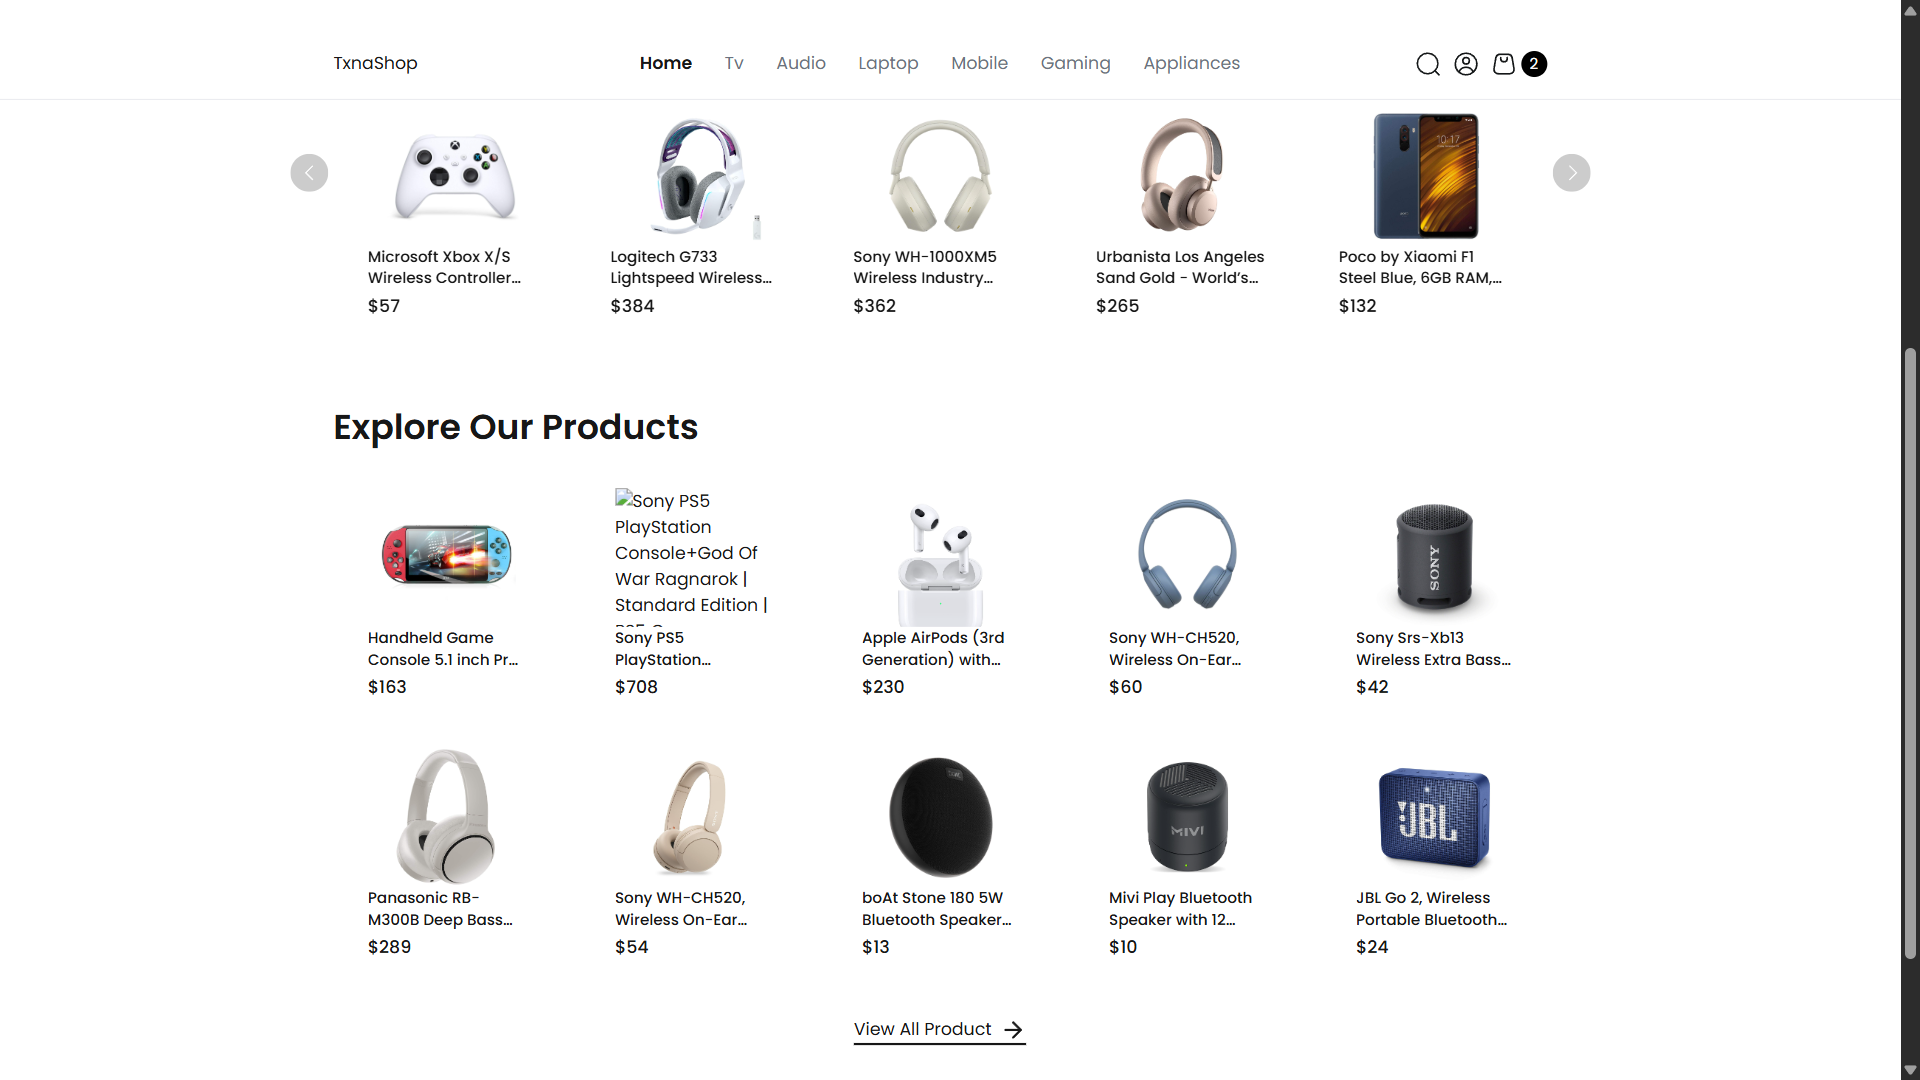 TxnaShop
Home Tv Audio Laptop Mobile Gaming Appliances
2
10:17
Microsoft Xbox X/S
Wireless Controller...
$57
Logitech G733
Lightspeed Wireless...
$384
Sony WH-1000XM5
Wireless Industry...
$362
Urbanista Los Angeles
Sand Gold - World's...
$265
Poco by Xiaomi F1
Steel Blue, 6GB RAM,...
$132
Explore Our Products
Sony PS5
PlayStation
Console+God Of
War Ragnarok |
Standard Edition |
SONY
Handheld Game
Console 5.1 inch Pr...
$163
Sony PS5
PlayStation...
$708
Apple AirPods (3rd
Generation) with...
$230
Sony WH-CH520,
Wireless On-Ear...
$60
Sony Srs-Xb13
Wireless Extra Bass...
$42
MIVI
JBL
Panasonic RB-
M300B Deep Bass...
$289
Sony WH-CH520,
Wireless On-Ear...
$54
boAt Stone 180 5W
Bluetooth Speaker...
$13
Mivi Play Bluetooth
Speaker with 12...
$10
JBL Go 2, Wireless
Portable Bluetooth...
$24
View All Product